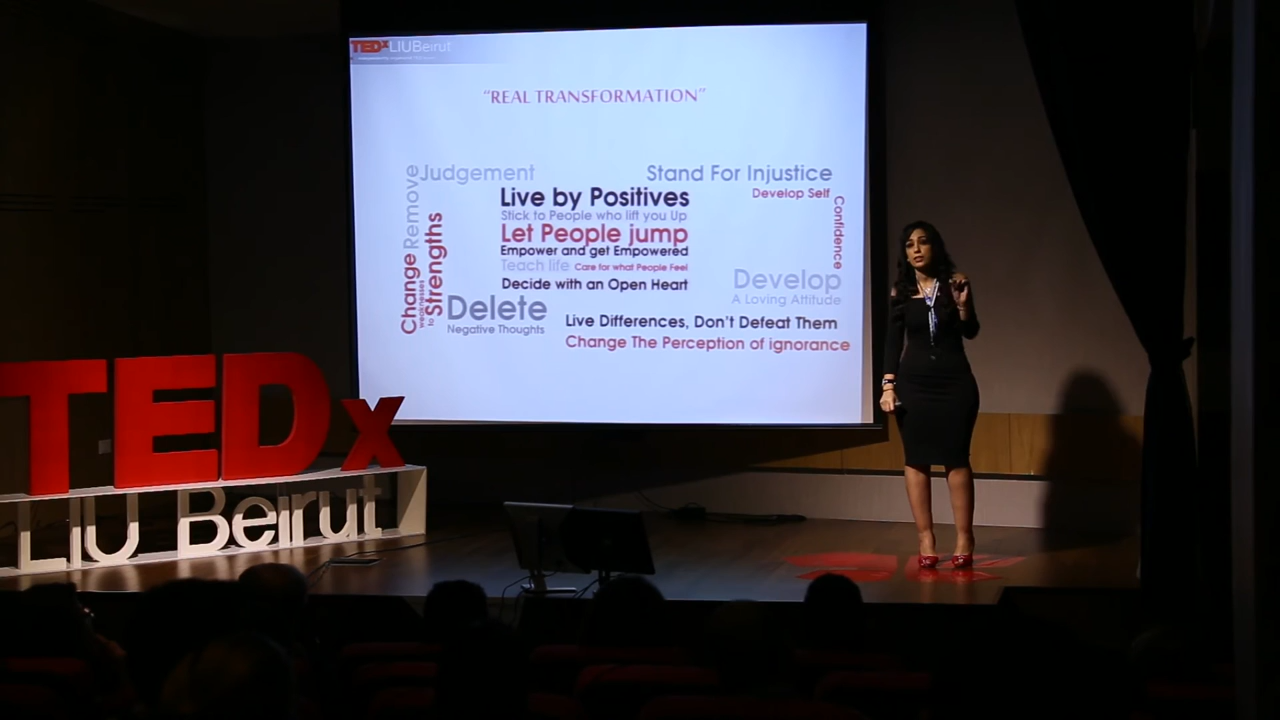 TEDxLIUBeirut
"REAL TRANSFORMATION"
Remove Judgement
Change weaknesses to Strengths
Live by Positives
Stick to People who lift you Up
Let People jump
Empower and get Empowered
Teach life Care for what People Feel
Decide with an Open Heart
Stand For Injustice
Develop Self
Confidence
Develop
A Loving Attitude
Delete
Negative Thoughts
Live Differences, Don't Defeat Them
Change The Perception of ignorance
TEDx
LIU Beirut